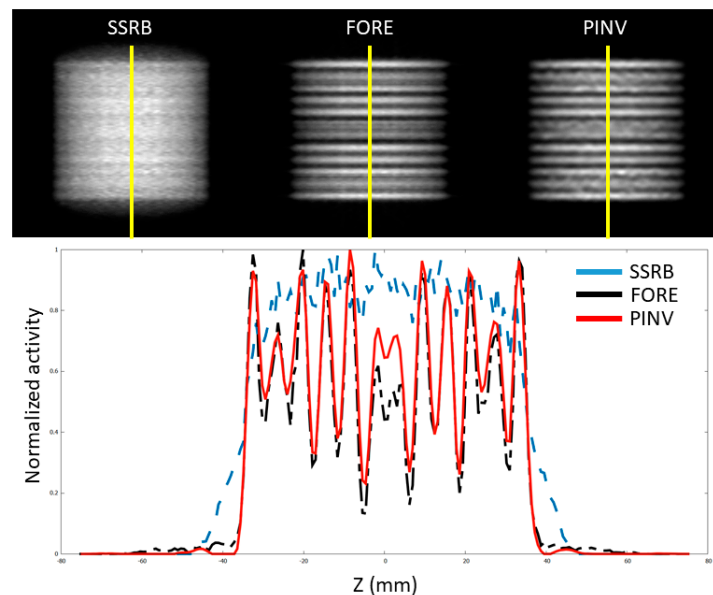 SSRB FORE PINV
1
0.8
0.6
0.4
0.2
0
Normalized activity
SSRB
FORE
PINV
-80 -60 -40 -20 0 20 40 60 80
Z (mm)